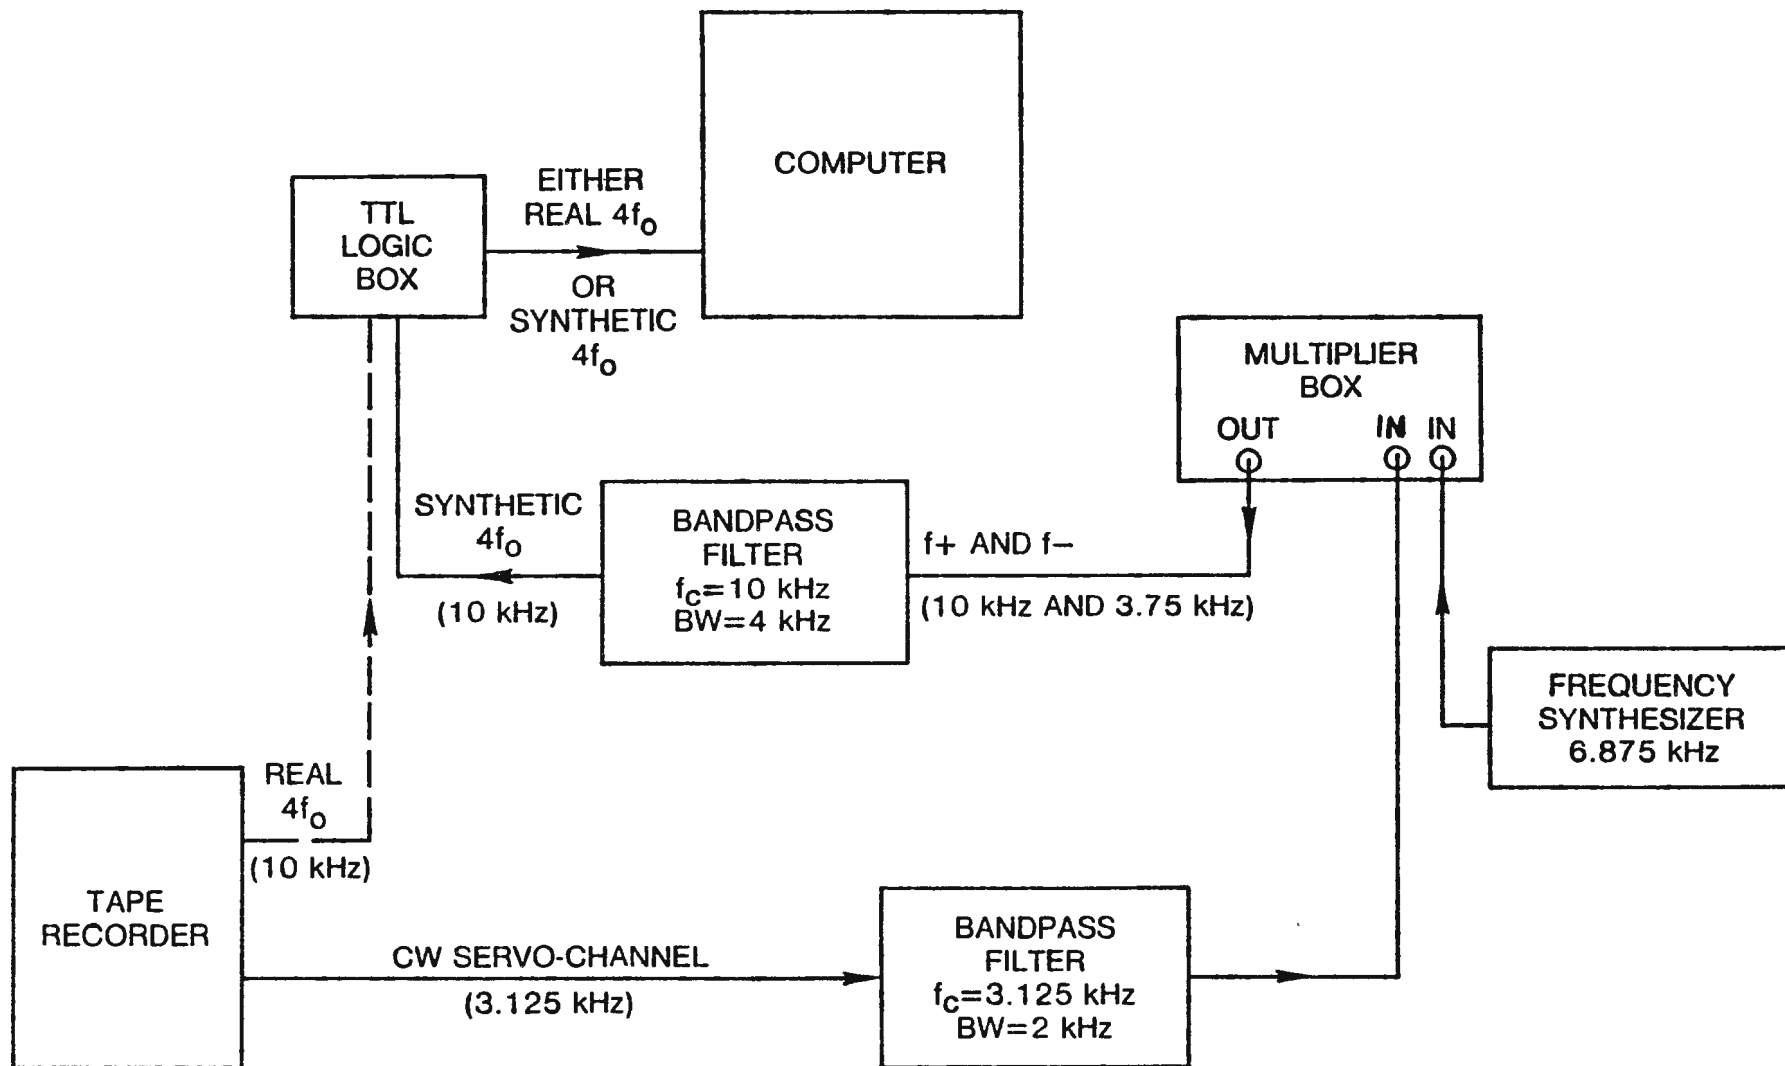 COMPUTER
TTL
LOGIC
BOX
EITHER
REAL 4fo
OR
SYNTHETIC
4fo
MULTIPLIER
BOX
OUT
IN
IN
SYNTHETIC
4fo
(10 kHz)
BANDPASS
FILTER
fc=10 kHz
BW=4 kHz
f+ AND f−
(10 kHz AND 3.75 kHz)
FREQUENCY
SYNTHESIZER
6.875 kHz
REAL
4fo
(10 kHz)
TAPE
RECORDER
CW SERVO-CHANNEL
(3.125 kHz)
BANDPASS
FILTER
fc=3.125 kHz
BW=2 kHz